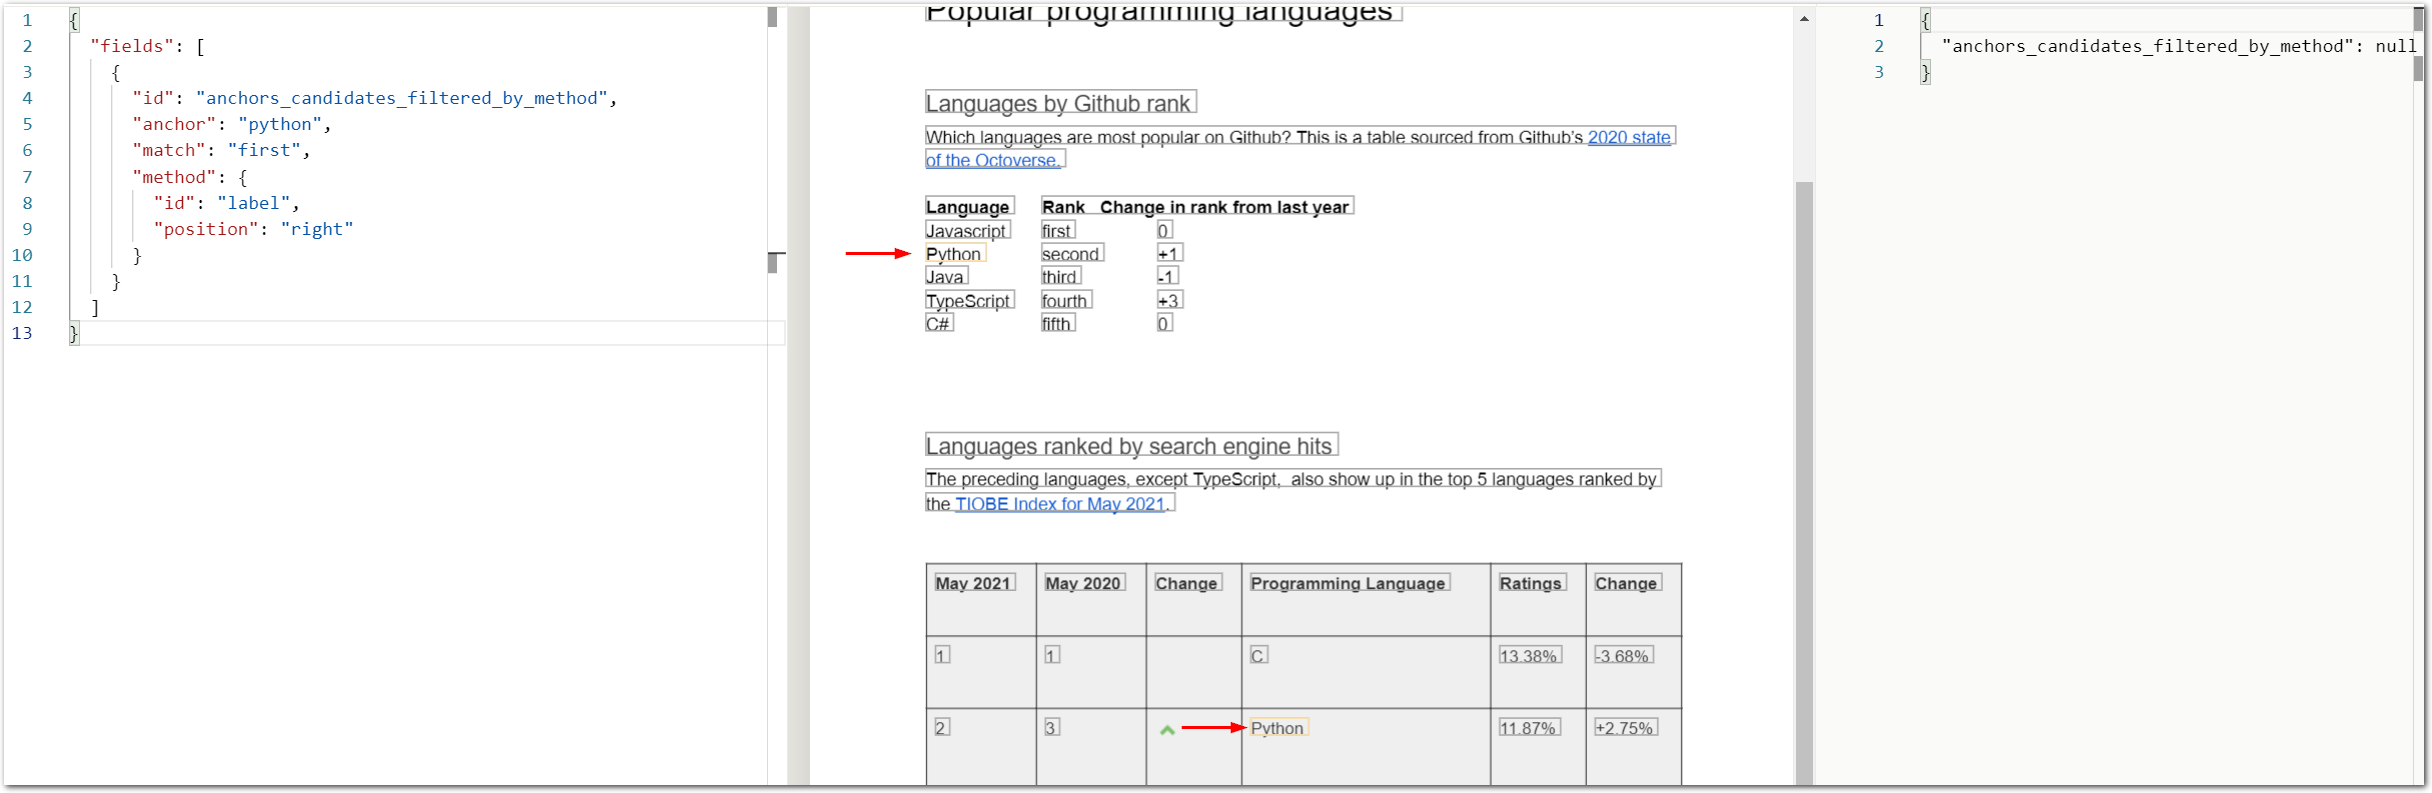 1 {
2 "fields": [
3 {
4 "id": "anchors_candidates_filtered_by_method",
5 "anchor": "python",
6 "match": "first",
7 "method": {
8 "id": "label",
9 "position": "right"
10 }
11 }
12 ]
13 }
Popular programming languages
Languages by Github rank
Which languages are most popular on Github? This is a table sourced from Github's 2020 state
of the Octoverse.
Language Rank Change in rank from last year
Javascript first 0
Python second +1
Java third -1
TypeScript fourth +3
C# fifth 0
Languages ranked by search engine hits
The preceding languages, except TypeScript, also show up in the top 5 languages ranked by
the TIOBE Index for May 2021.
May 2021 May 2020 Change Programming Language Ratings Change
1 1 C 13.38% -3.68%
2 3 Python 11.87% +2.75%
1 {
2 "anchors_candidates_filtered_by_method": null
3 }